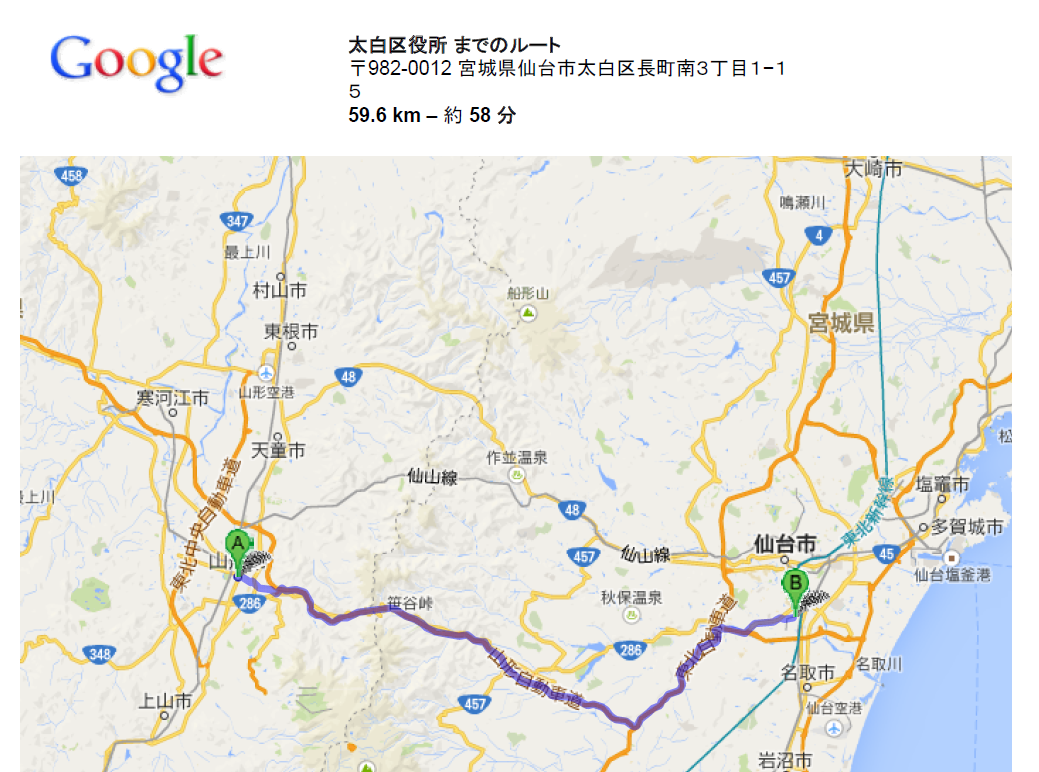 Google
太白区役所 までのルート
〒982-0012 宮城県仙台市太白区長町南3丁目1-1
5
59.6 km – 約 58 分
大崎市
458
鳴瀬川
347
4
最上川
457
村山市
船形山
宮城県
東根市
48
山形空港
寒河江市
天童市
作並温泉
仙山線
東北中央自動車道
最上川
塩竈市
東北新幹線
48
多賀城市
仙台市
A
仙山線
457
45
仙台塩釜港
B
286
笹谷峠
秋保温泉
348
286
山形自動車道
東北自動車道
名取川
名取市
上山市
457
仙台空港
岩沼市